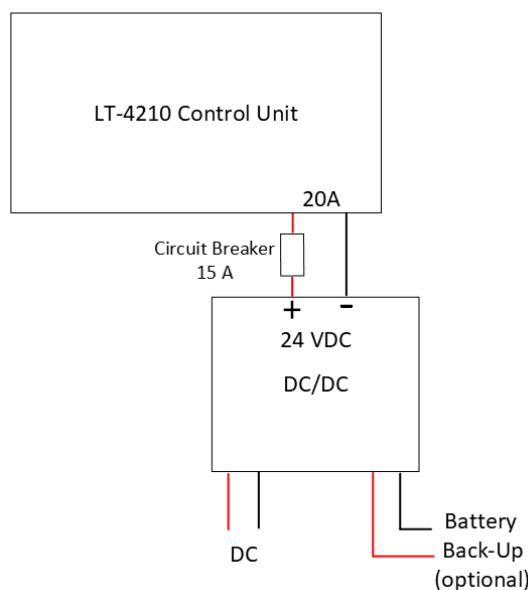 LT-4210 Control Unit
20A
Circuit Breaker
15 A
+ -
24 VDC
DC/DC
DC
Battery
Back-Up
(optional)